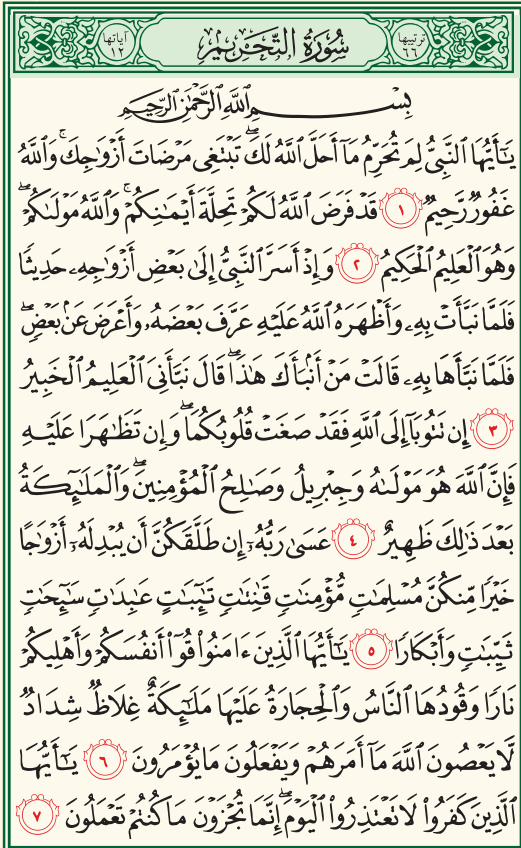 ترتيبها ٦٦ سُورَةُ التَّحْرِيمِ آياتها ١٢
بِسْمِ ٱللَّهِ ٱلرَّحْمَٰنِ ٱلرَّحِيمِ
يَٰٓأَيُّهَا ٱلنَّبِيُّ لِمَ تُحَرِّمُ مَآ أَحَلَّ ٱللَّهُ لَكَۖ تَبْتَغِى مَرْضَاتَ أَزْوَٰجِكَۚ وَٱللَّهُ
غَفُورٌ رَّحِيمٌ ١ قَدْ فَرَضَ ٱللَّهُ لَكُمْ تَحِلَّةَ أَيْمَٰنِكُمْۚ وَٱللَّهُ مَوْلَىٰكُمْۖ
وَهُوَ ٱلْعَلِيمُ ٱلْحَكِيمُ ٢ وَإِذْ أَسَرَّ ٱلنَّبِيُّ إِلَىٰ بَعْضِ أَزْوَٰجِهِۦ حَدِيثًا
فَلَمَّا نَبَّأَتْ بِهِۦ وَأَظْهَرَهُ ٱللَّهُ عَلَيْهِ عَرَّفَ بَعْضَهُۥ وَأَعْرَضَ عَنۢ بَعْضٍۖ
فَلَمَّا نَبَّأَهَا بِهِۦ قَالَتْ مَنْ أَنۢبَأَكَ هَٰذَاۖ قَالَ نَبَّأَنِىَ ٱلْعَلِيمُ ٱلْخَبِيرُ
٣ إِن تَتُوبَآ إِلَى ٱللَّهِ فَقَدْ صَغَتْ قُلُوبُكُمَاۖ وَإِن تَظَٰهَرَا عَلَيْهِ
فَإِنَّ ٱللَّهَ هُوَ مَوْلَىٰهُ وَجِبْرِيلُ وَصَٰلِحُ ٱلْمُؤْمِنِينَۖ وَٱلْمَلَٰٓئِكَةُ
بَعْدَ ذَٰلِكَ ظَهِيرٌ ٤ عَسَىٰ رَبُّهُۥٓ إِن طَلَّقَكُنَّ أَن يُبْدِلَهُۥٓ أَزْوَٰجًا
خَيْرًا مِّنكُنَّ مُسْلِمَٰتٍ مُّؤْمِنَٰتٍ قَٰنِتَٰتٍ تَٰٓئِبَٰتٍ عَٰبِدَٰتٍ سَٰٓئِحَٰتٍ
ثَيِّبَٰتٍ وَأَبْكَارًا ٥ يَٰٓأَيُّهَا ٱلَّذِينَ ءَامَنُوا۟ قُوٓا۟ أَنفُسَكُمْ وَأَهْلِيكُمْ
نَارًا وَقُودُهَا ٱلنَّاسُ وَٱلْحِجَارَةُ عَلَيْهَا مَلَٰٓئِكَةٌ غِلَاظٌ شِدَادٌ
لَّا يَعْصُونَ ٱللَّهَ مَآ أَمَرَهُمْ وَيَفْعَلُونَ مَا يُؤْمَرُونَ ٦ يَٰٓأَيُّهَا
ٱلَّذِينَ كَفَرُوا۟ لَا تَعْتَذِرُوا۟ ٱلْيَوْمَۖ إِنَّمَا تُجْزَوْنَ مَا كُنتُمْ تَعْمَلُونَ ٧